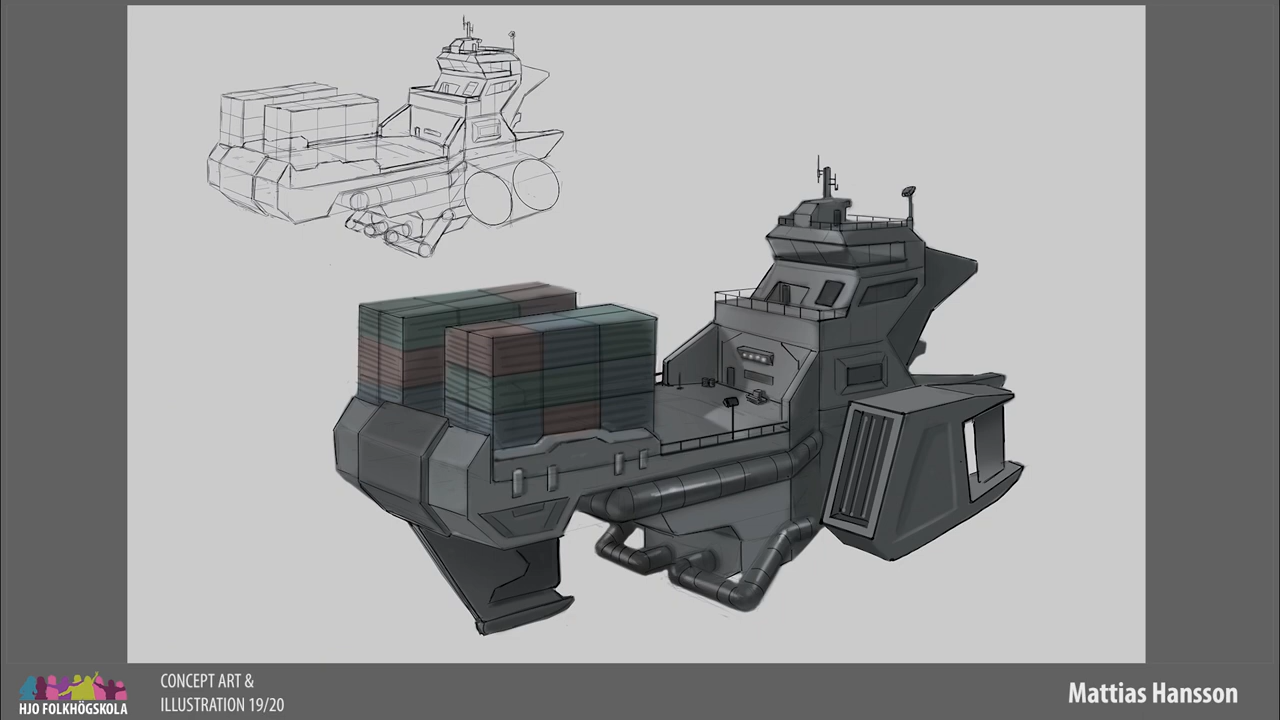 HJO FOLKHÖGSKOLA
CONCEPT ART &
ILLUSTRATION 19/20
Mattias Hansson